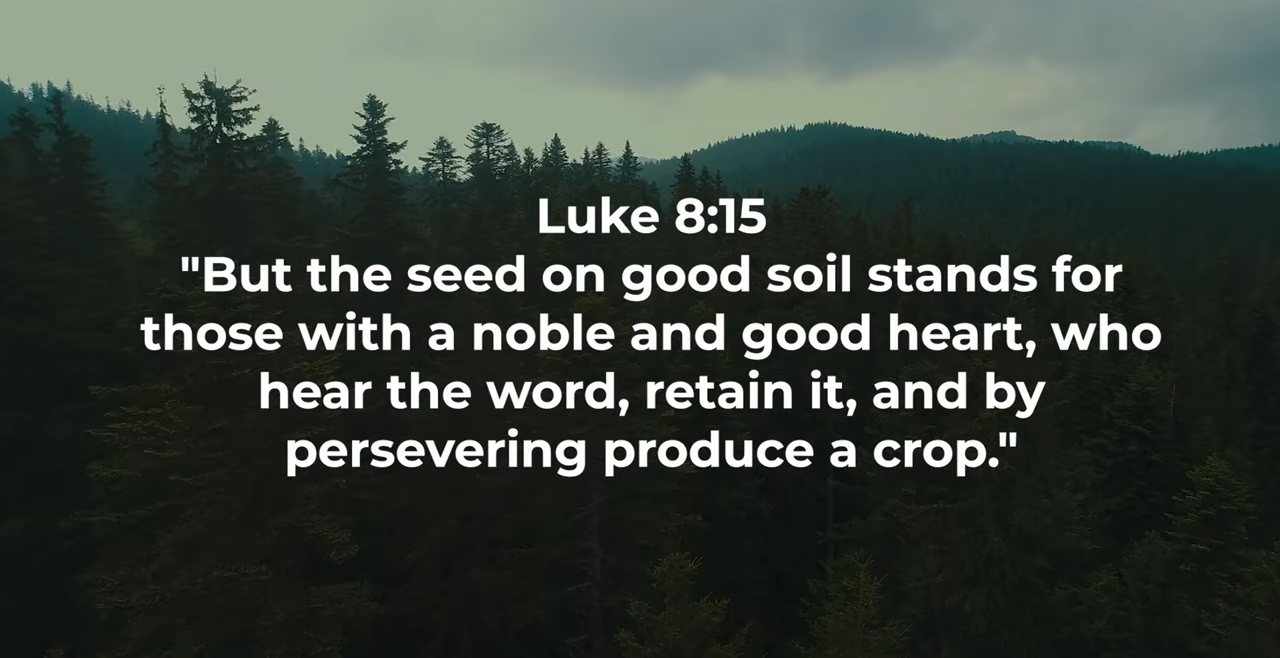 Luke 8:15
"But the seed on good soil stands for
those with a noble and good heart, who
hear the word, retain it, and by
persevering produce a crop."